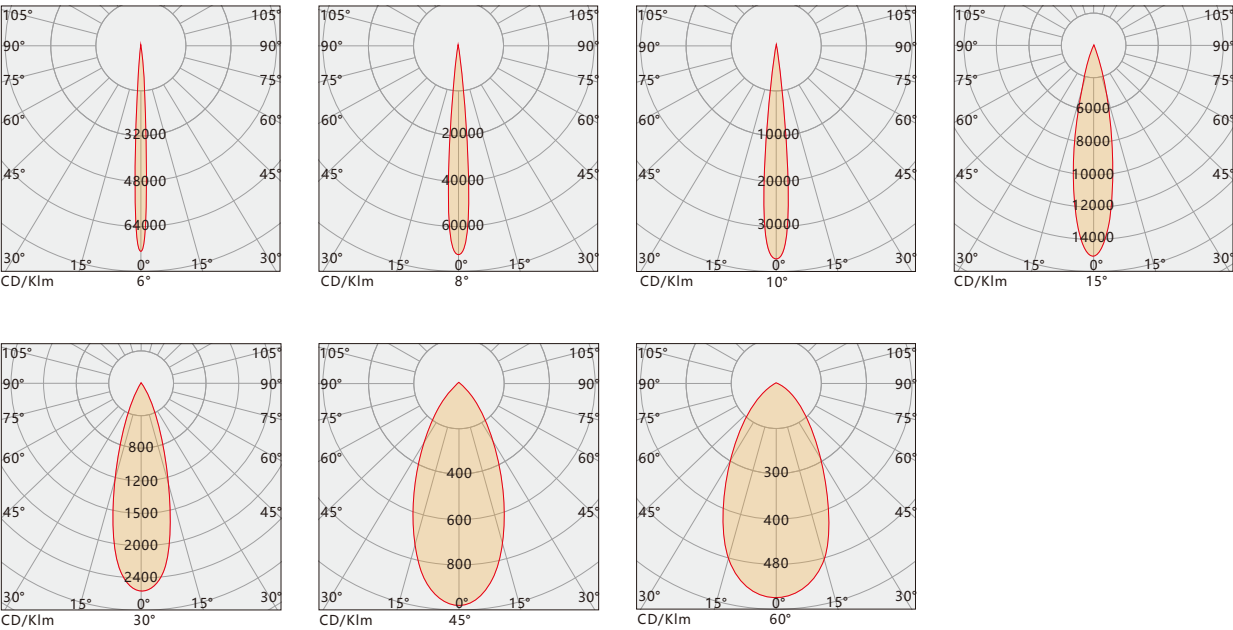 105° 105° 105° 105° 105° 105° 105° 105°
90° 90° 90° 90° 90° 90° 90° 90°
75° 75° 75° 75° 75° 75° 75° 75°
6000
60° 60° 60° 60° 60° 60° 60° 60°
32000 20000 10000 8000
45° 45° 45° 45° 45° 45° 45° 45°
48000 40000 20000 10000
12000
64000 60000 30000 14000
30° 15° 0° 15° 30° 30° 15° 0° 15° 30° 30° 15° 0° 15° 30° 30° 15° 0° 15° 30°
CD/Klm 6° CD/Klm 8° CD/Klm 10° CD/Klm 15°
105° 105° 105° 105° 105° 105°
90° 90° 90° 90° 90° 90°
75° 75° 75° 75° 75° 75°
800
60° 60° 60° 60° 60° 60°
1200 400 300
45° 1500 45° 45° 600 45° 45° 400 45°
2000 800 480
2400
30° 15° 0° 15° 30° 30° 15° 0° 15° 30° 30° 15° 0° 15° 30°
CD/Klm 30° CD/Klm 45° CD/Klm 60°